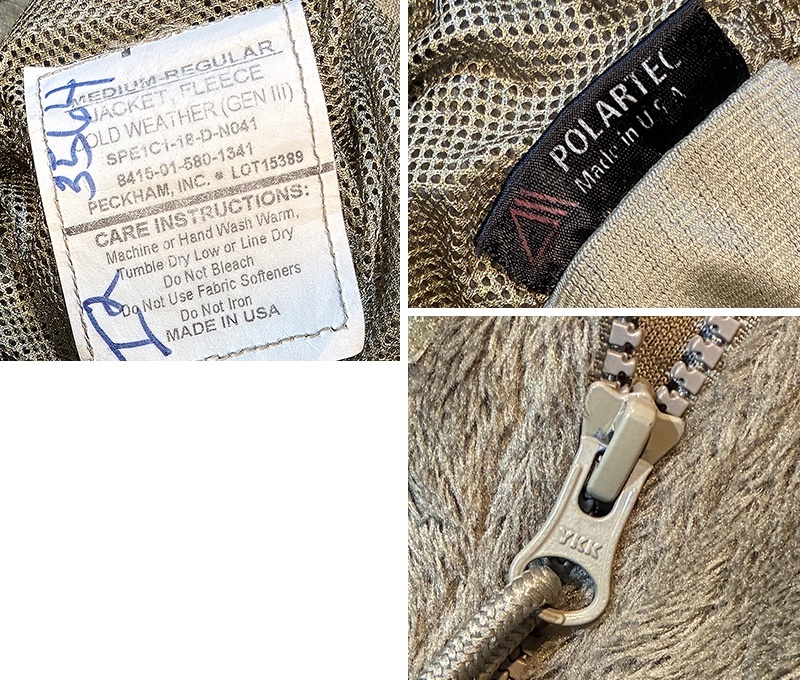 MEDIUM-REGULAR
JACKET, FLEECE
OLD WEATHER (GEN III)
SPE1C1-18-D-N041
8415-01-580-1341
PECKHAM, INC. * LOT15389
CARE INSTRUCTIONS:
Machine or Hand Wash Warm,
Tumble Dry Low or Line Dry
Do Not Bleach
Do Not Use Fabric Softeners
Do Not Iron
MADE IN USA
3564
POLARTEC
Made in U.S.A
YKK